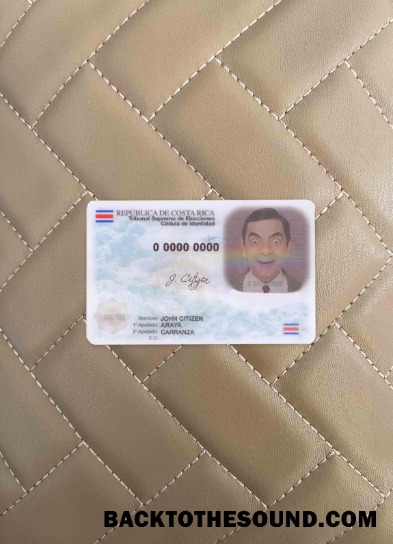 REPÚBLICA DE COSTA RICA
Tribunal Supremo de Elecciones
Cédula de Identidad
0 0000 0000
J. Citizen
Nombre: JOHN CITIZEN
1° Apellido: ARAYA
2° Apellido: CARRANZA
C.C:
BACKTOTHESOUND.COM